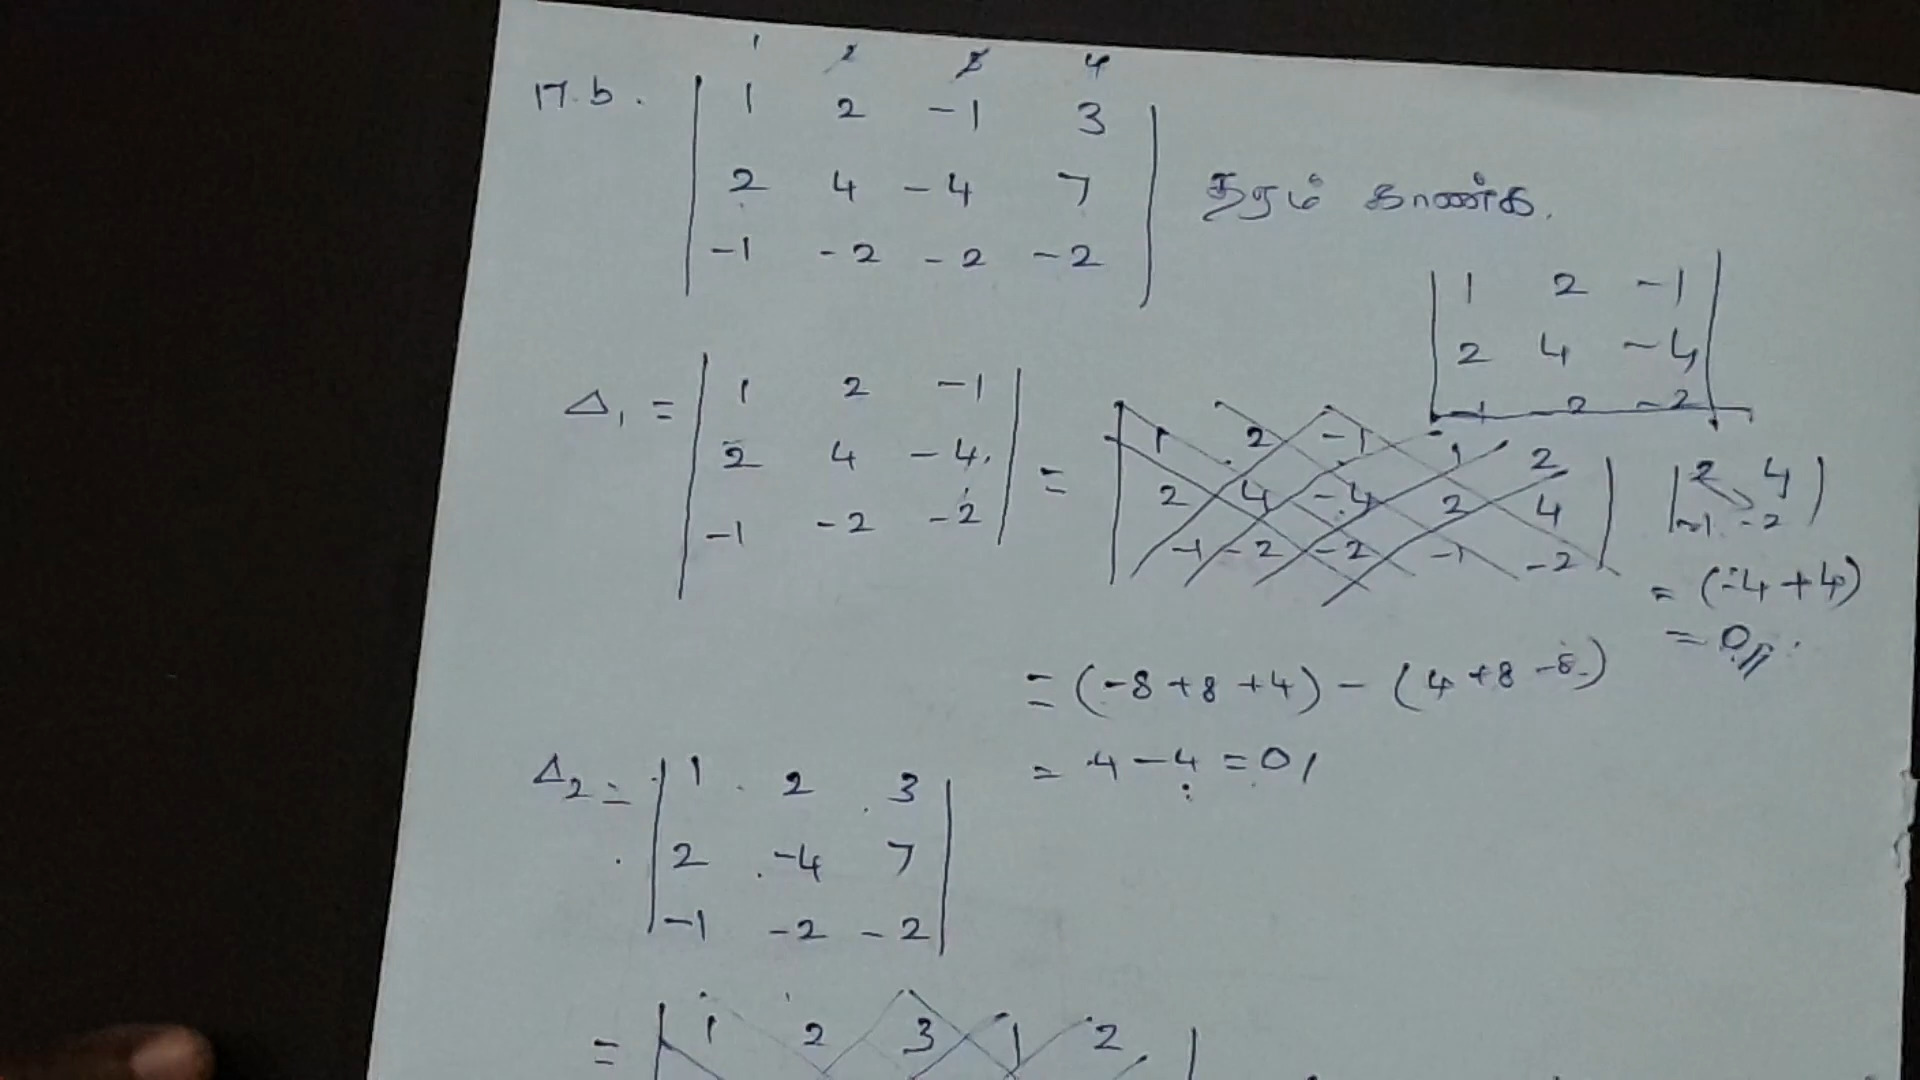 1 2 3 4
17.b. | 1 2 -1 3 |
| 2 4 -4 7 | தரம் காண்க.
| -1 -2 -2 -2 |
| 1 2 -1 |
| 2 4 -4 |
| -1 -2 -2 |
Δ₁ = | 1 2 -1 |
| 2 4 -4 |
| -1 -2 -2 |
= | 1 2 -1 1 2 |
| 2 4 -4 2 4 |
| -1 -2 -2 -1 -2 |
| 2 4 |
| -1 -2 |
= (-4 + 4)
= 0//
= (-8 + 8 + 4) - (4 + 8 - 8)
= 4 - 4 = 0/
Δ₂ = | 1 2 3 |
| 2 -4 7 |
| -1 -2 -2 |
= | 1 2 3 1 2 |